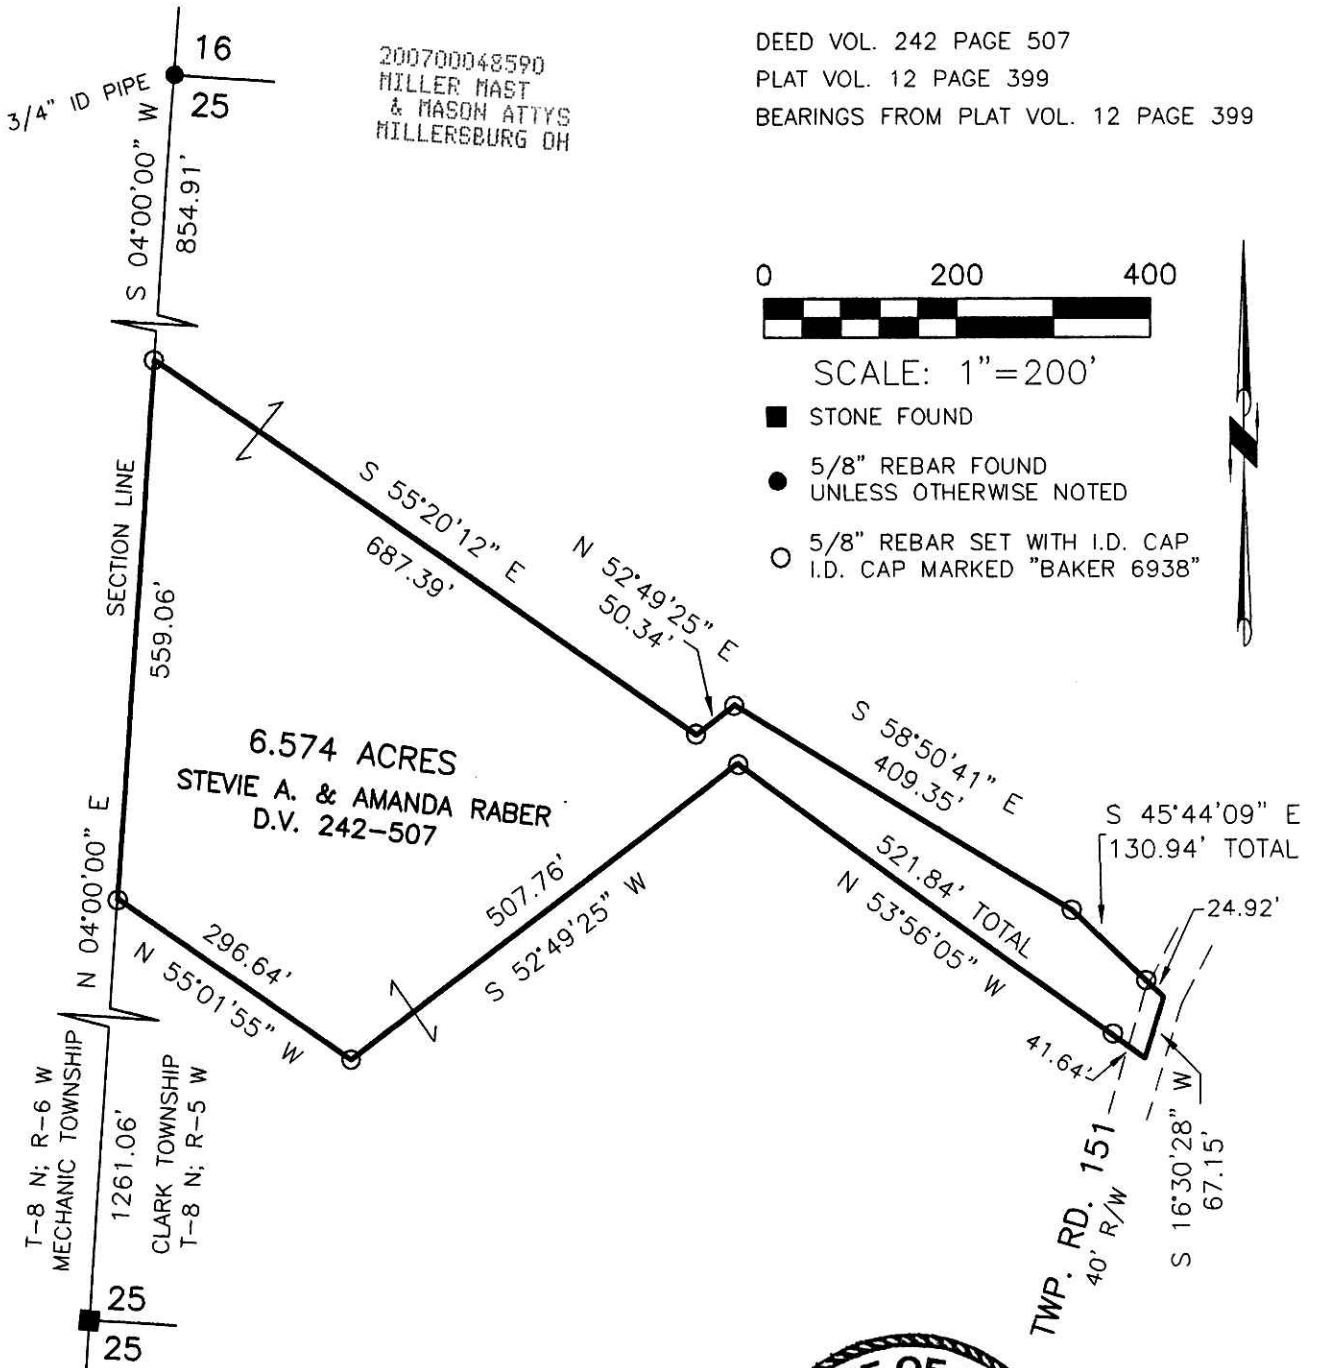 16
25
3/4" ID PIPE
S 04°00'00" W
854.91'
200700048590
MILLER MAST
& MASON ATTYS
MILLERSBURG OH
DEED VOL. 242 PAGE 507
PLAT VOL. 12 PAGE 399
BEARINGS FROM PLAT VOL. 12 PAGE 399
0 200 400
SCALE: 1"=200'
STONE FOUND
5/8" REBAR FOUND
UNLESS OTHERWISE NOTED
5/8" REBAR SET WITH I.D. CAP
I.D. CAP MARKED "BAKER 6938"
SECTION LINE
559.06'
N 04°00'00" E
S 55°20'12" E
687.39'
N 52°49'25" E
50.34'
S 58°50'41" E
409.35'
S 45°44'09" E
130.94' TOTAL
24.92'
6.574 ACRES
STEVIE A. & AMANDA RABER
D.V. 242-507
507.76'
S 52°49'25" W
521.84' TOTAL
N 53°56'05" W
296.64'
N 55°01'55" W
41.64'
S 16°30'28" W
67.15'
TWP. RD. 151
40' R/W
T-8 N; R-6 W
MECHANIC TOWNSHIP
1261.06'
CLARK TOWNSHIP
T-8 N; R-5 W
25
25
OF